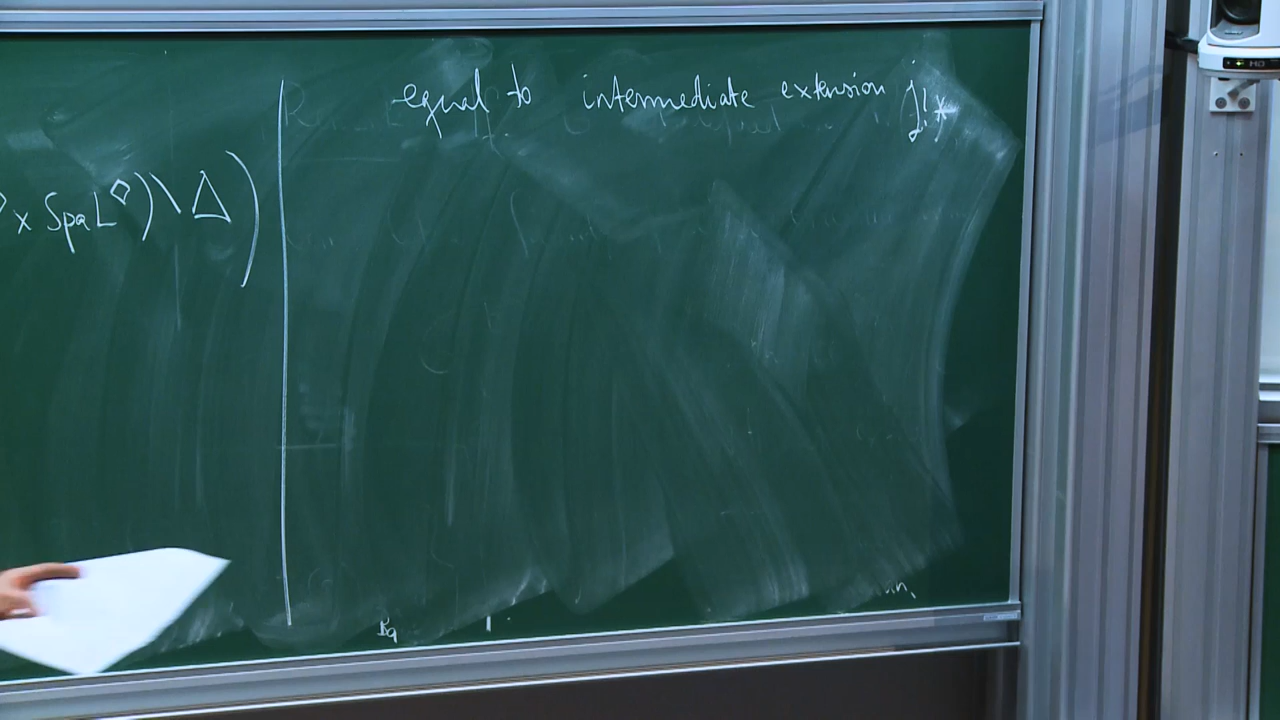 equal to intermediate extension j!*
× Spa L^◇) \ Δ)